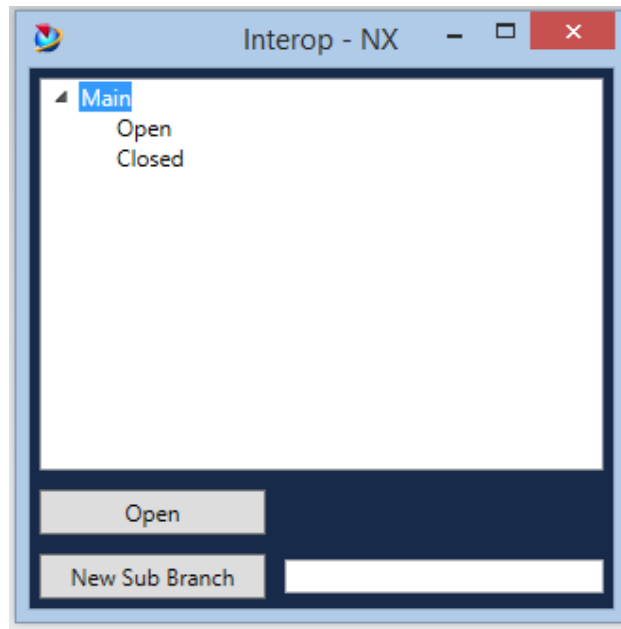 Interop - NX
Main
Open
Closed
Open
New Sub Branch